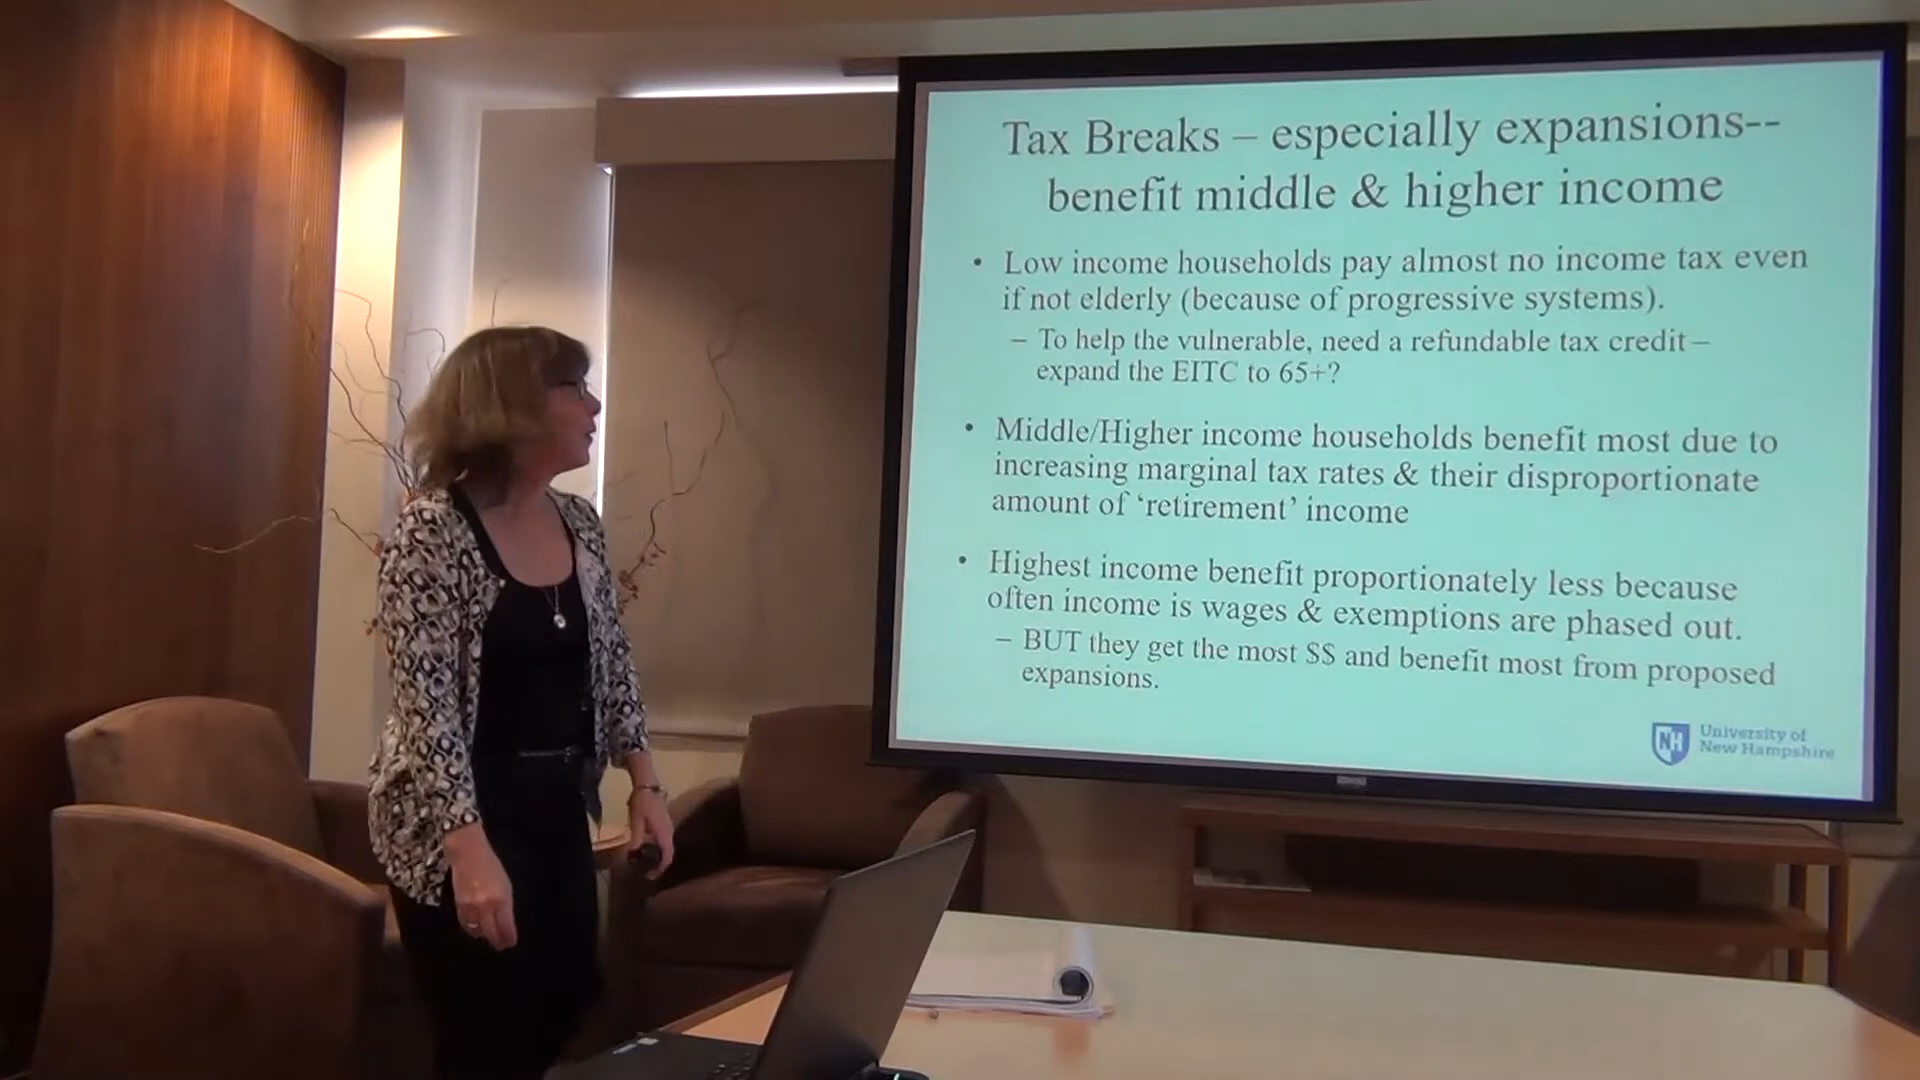 Tax Breaks – especially expansions--
benefit middle & higher income
• Low income households pay almost no income tax even
if not elderly (because of progressive systems).
– To help the vulnerable, need a refundable tax credit –
expand the EITC to 65+?
• Middle/Higher income households benefit most due to
increasing marginal tax rates & their disproportionate
amount of ‘retirement’ income
• Highest income benefit proportionately less because
often income is wages & exemptions are phased out.
– BUT they get the most $$ and benefit most from proposed
expansions.
NH
University of
New Hampshire